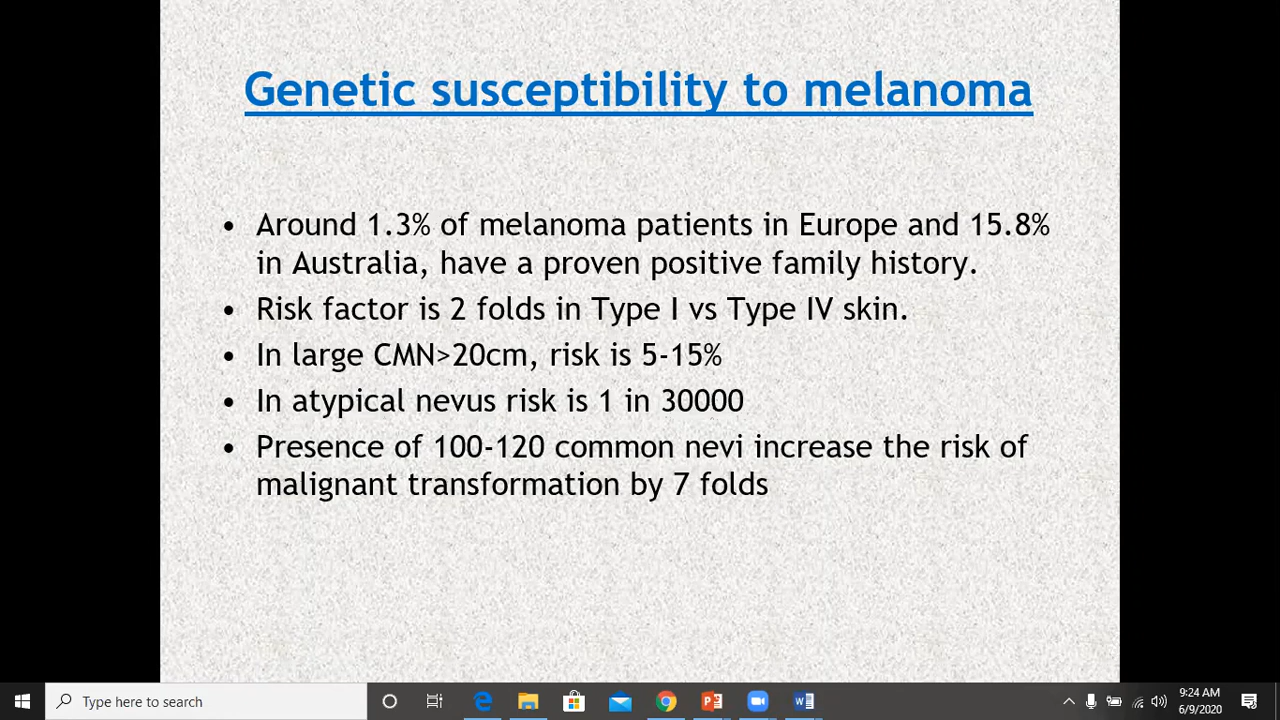 Genetic susceptibility to melanoma
• Around 1.3% of melanoma patients in Europe and 15.8%
in Australia, have a proven positive family history.
• Risk factor is 2 folds in Type I vs Type IV skin.
• In large CMN>20cm, risk is 5-15%
• In atypical nevus risk is 1 in 30000
• Presence of 100-120 common nevi increase the risk of
malignant transformation by 7 folds
Type here to search
9:24 AM
6/9/2020